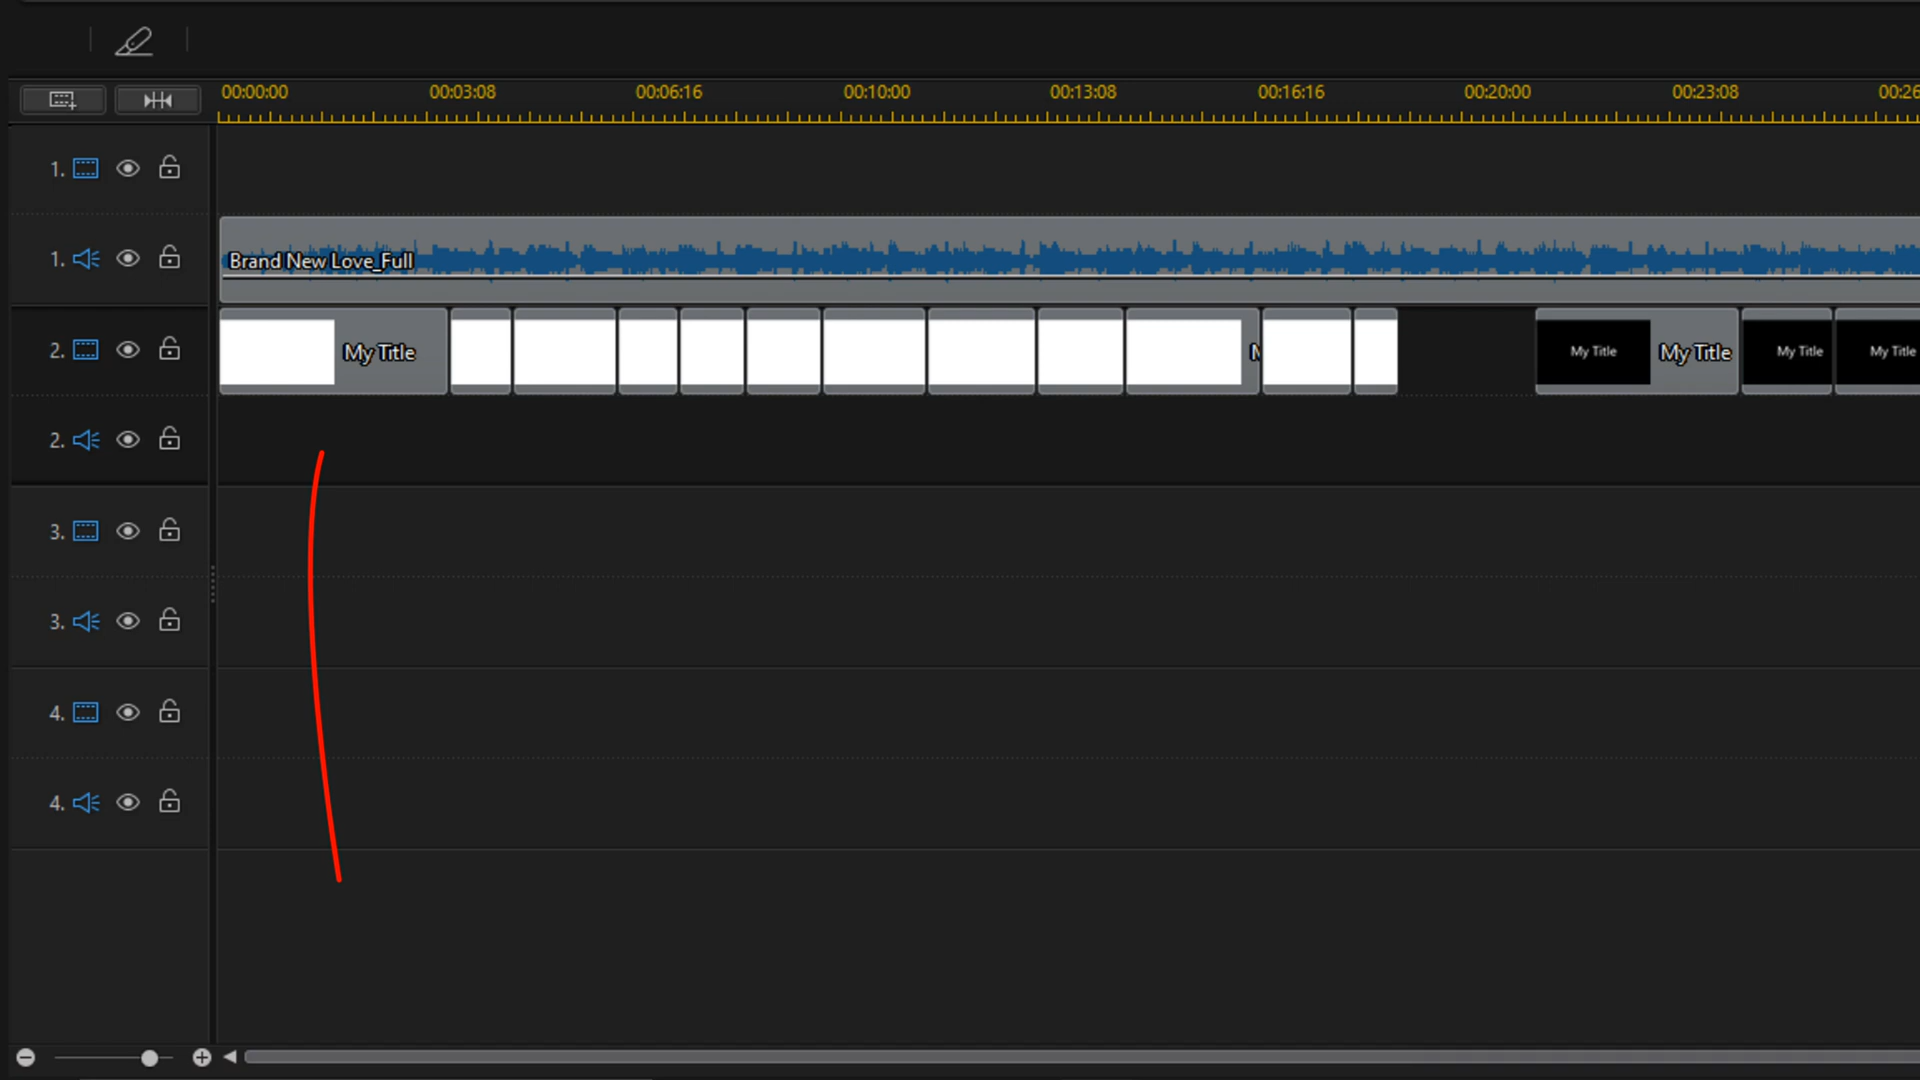 00:00:00 00:03:08 00:06:16 00:10:00 00:13:08 00:16:16 00:20:00 00:23:08 00:26
1.
1. Brand New Love_Full
2. My Title My Title My Title My Title My Title
2.
3.
3.
4.
4.